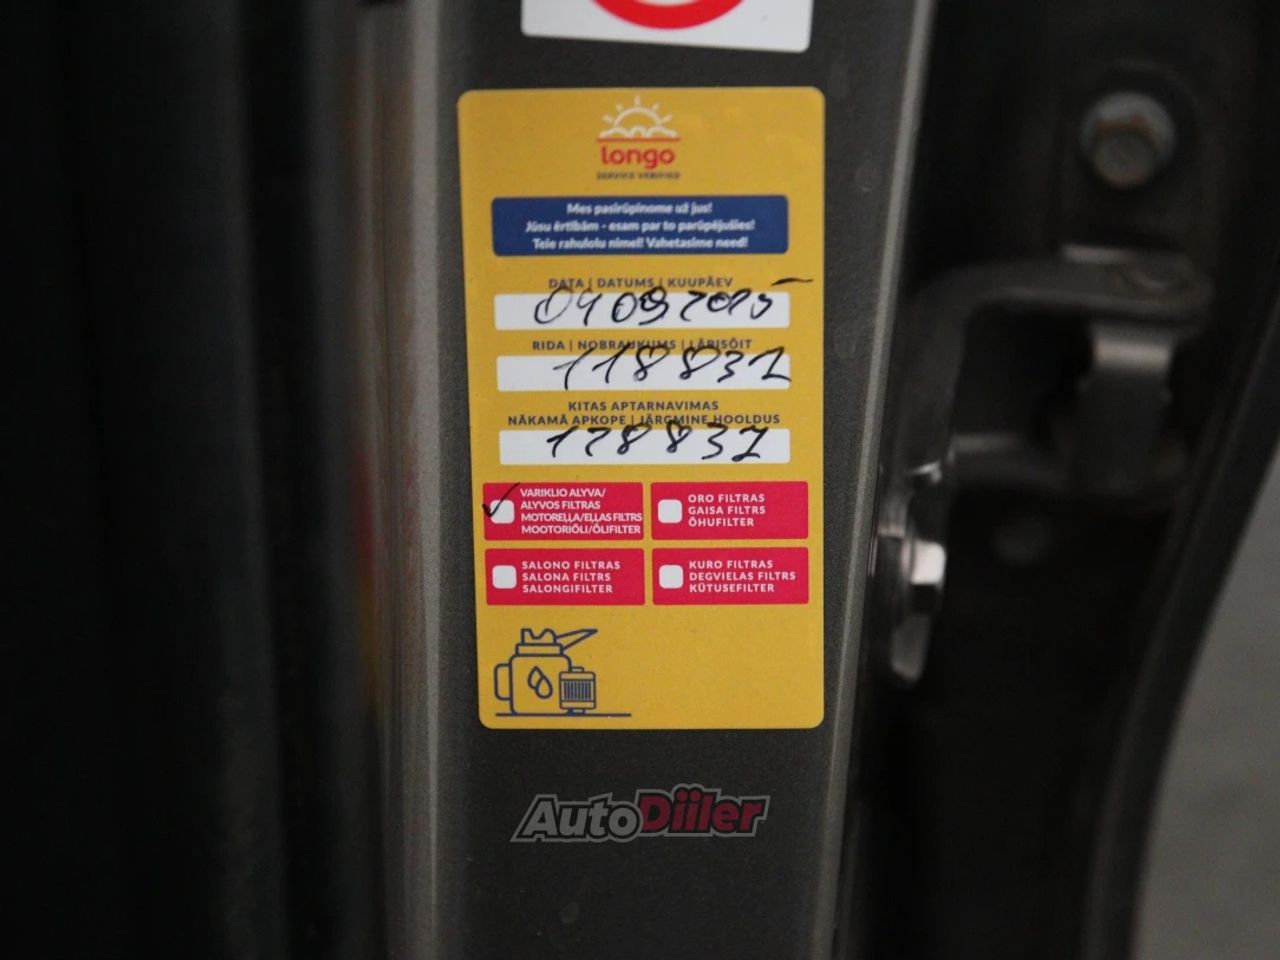 longo
SERVICE VERIFIED
Mes pasirūpinome už jus!
Jūsu ērtībām - esam par to parūpējušies!
Teie rahulolu nimel! Vahetasime need!
DATA | DATUMS | KUUPÄEV
04092025
RIDA | NOBRAUKUMS | LÄBISÕIT
118832
KITAS APTARNAVIMAS
NĀKAMĀ APKOPE | JÄRGMINE HOOLDUS
128832
VARIKLIO ALYVA/
ALYVOS FILTRAS
MOTOREĻĻA/EĻĻAS FILTRS
MOOTORIÕLI/ÕLIFILTER
ORO FILTRAS
GAISA FILTRS
ÕHUFILTER
SALONO FILTRAS
SALONA FILTRS
SALONGIFILTER
KURO FILTRAS
DEGVIELAS FILTRS
KÜTUSEFILTER
AutoDiiler